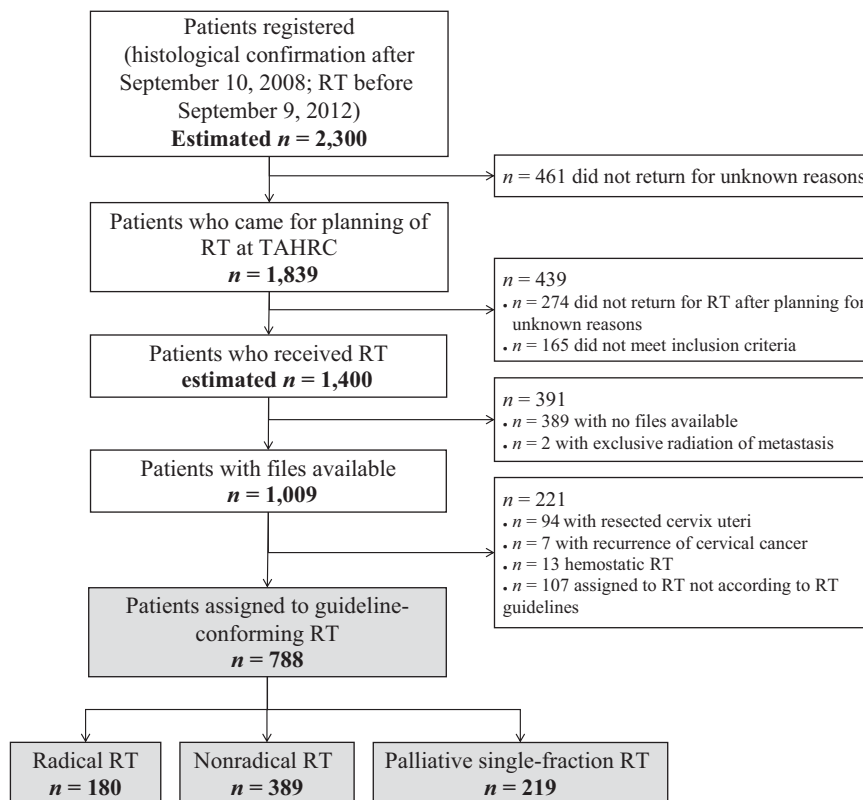 Patients registered
(histological confirmation after
September 10, 2008; RT before
September 9, 2012)
Estimated n = 2,300
n = 461 did not return for unknown reasons
Patients who came for planning of
RT at TAHRC
n = 1,839
n = 439
• n = 274 did not return for RT after planning for
unknown reasons
• n = 165 did not meet inclusion criteria
Patients who received RT
estimated n = 1,400
n = 391
• n = 389 with no files available
• n = 2 with exclusive radiation of metastasis
Patients with files available
n = 1,009
n = 221
• n = 94 with resected cervix uteri
• n = 7 with recurrence of cervical cancer
• n = 13 hemostatic RT
• n = 107 assigned to RT not according to RT
guidelines
Patients assigned to guideline-
conforming RT
n = 788
Radical RT
n = 180
Nonradical RT
n = 389
Palliative single-fraction RT
n = 219